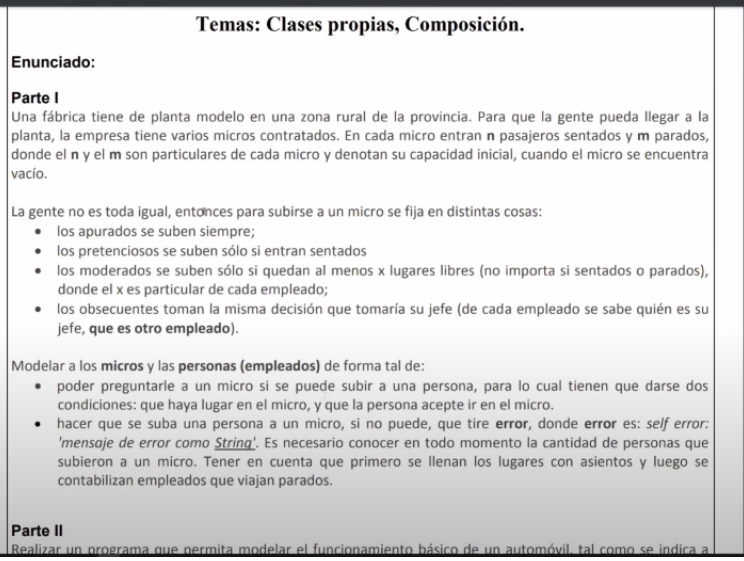 Temas: Clases propias, Composición.
Enunciado:
Parte I
Una fábrica tiene de planta modelo en una zona rural de la provincia. Para que la gente pueda llegar a la
planta, la empresa tiene varios micros contratados. En cada micro entran n pasajeros sentados y m parados,
donde el n y el m son particulares de cada micro y denotan su capacidad inicial, cuando el micro se encuentra
vacío.
La gente no es toda igual, entonces para subirse a un micro se fija en distintas cosas:
• los apurados se suben siempre;
• los pretenciosos se suben sólo si entran sentados
• los moderados se suben sólo si quedan al menos x lugares libres (no importa si sentados o parados),
donde el x es particular de cada empleado;
• los obsecuentes toman la misma decisión que tomaría su jefe (de cada empleado se sabe quién es su
jefe, que es otro empleado).
Modelar a los micros y las personas (empleados) de forma tal de:
• poder preguntarle a un micro si se puede subir a una persona, para lo cual tienen que darse dos
condiciones: que haya lugar en el micro, y que la persona acepte ir en el micro.
• hacer que se suba una persona a un micro, si no puede, que tire error, donde error es: self error:
'mensaje de error como String'. Es necesario conocer en todo momento la cantidad de personas que
subieron a un micro. Tener en cuenta que primero se llenan los lugares con asientos y luego se
contabilizan empleados que viajan parados.
Parte II
Realizar un programa que permita modelar el funcionamiento básico de un automóvil, tal como se indica a